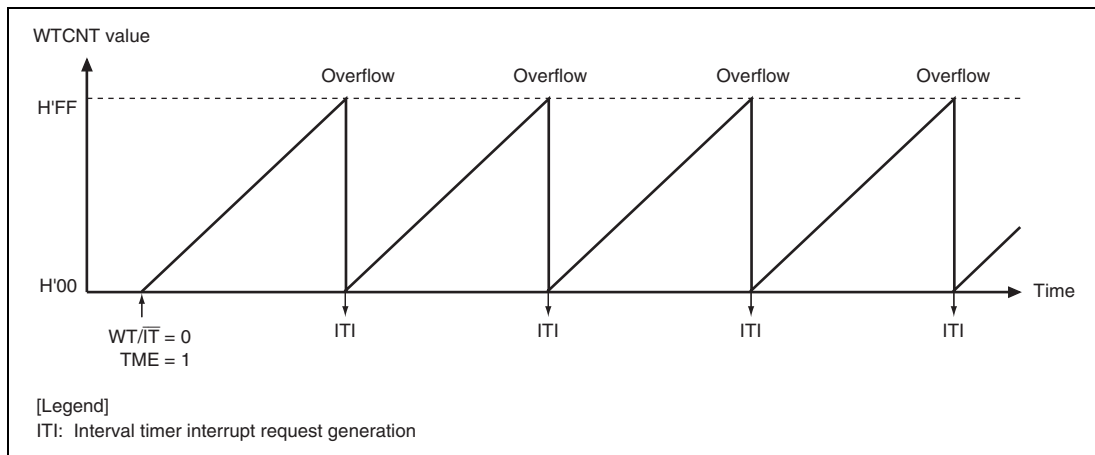 WTCNT value
Overflow Overflow Overflow Overflow
H'FF
H'00
Time
WT/I̅T̅ = 0
TME = 1
ITI ITI ITI ITI
[Legend]
ITI: Interval timer interrupt request generation